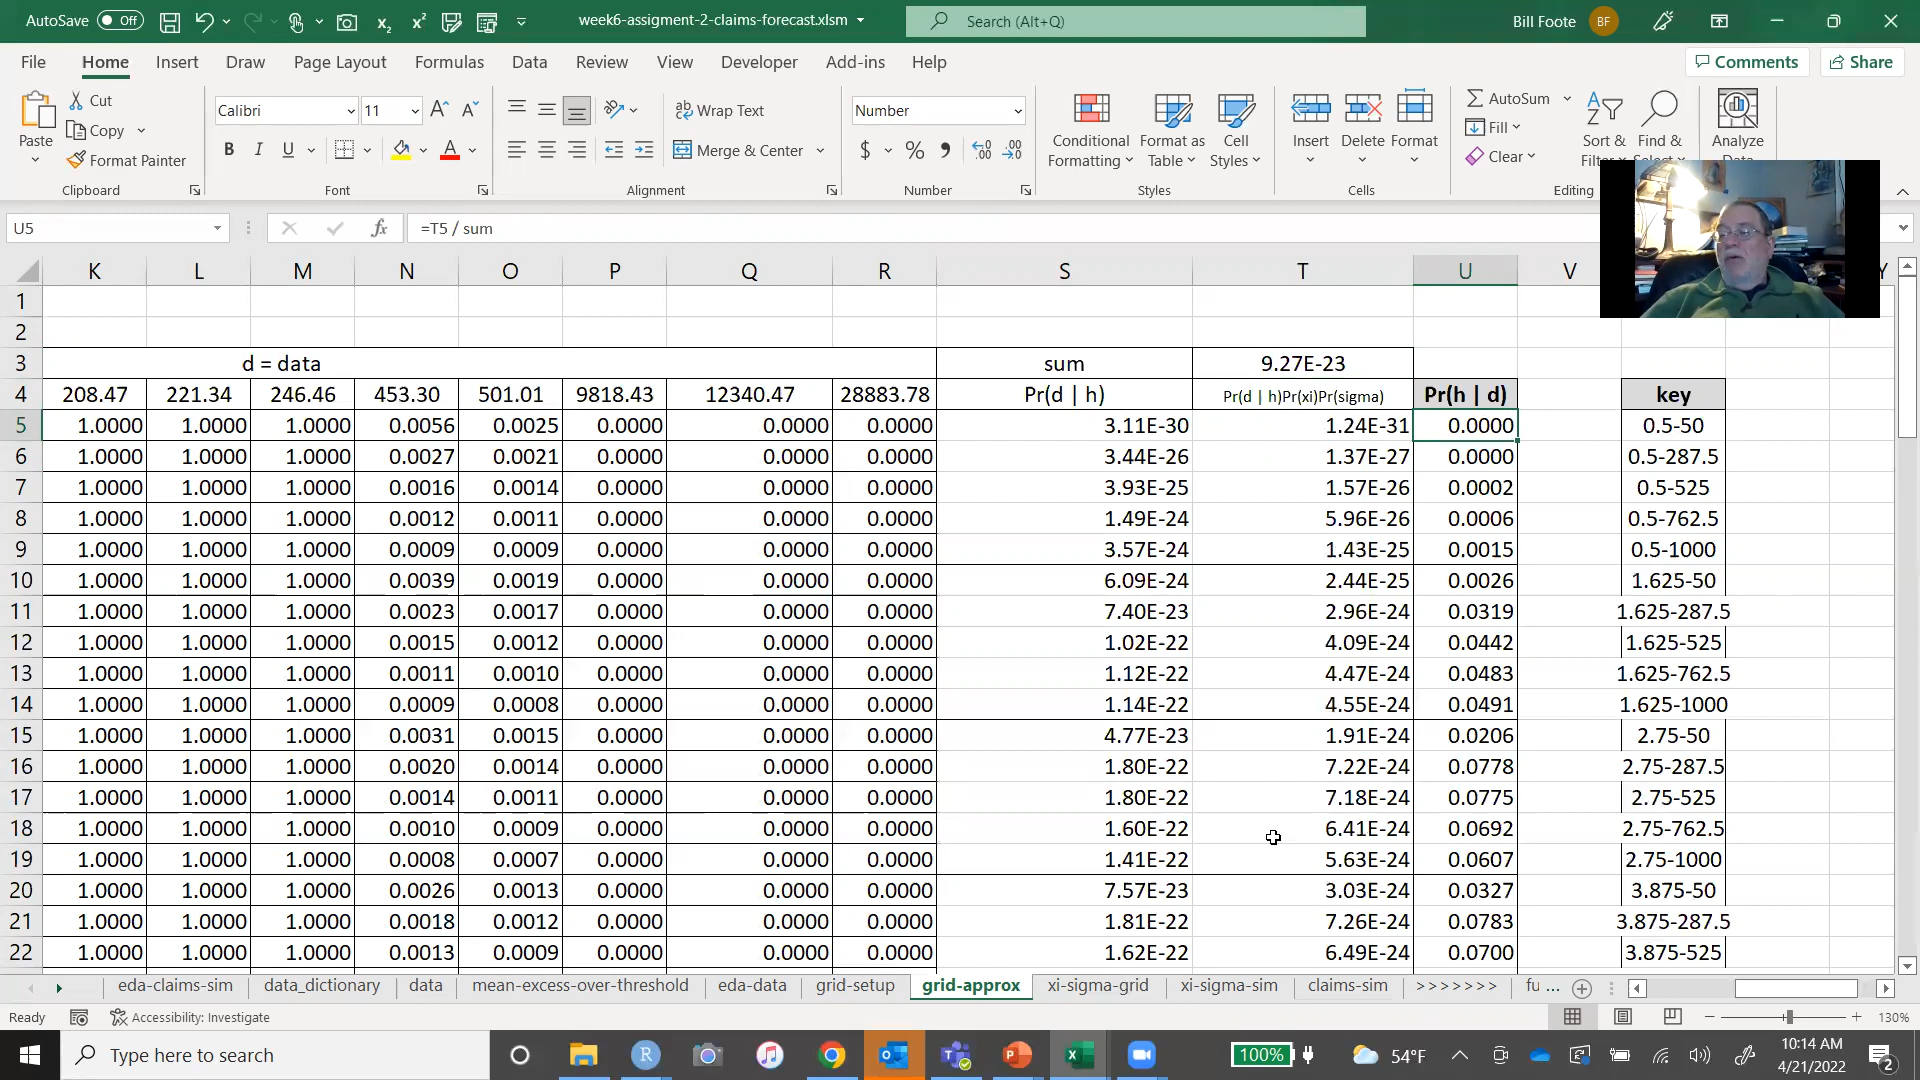 AutoSave Off week6-assigment-2-claims-forecast.xlsm Search (Alt+Q) Bill Foote BF
File Home Insert Draw Page Layout Formulas Data Review View Developer Add-ins Help Comments Share
Paste Cut Copy Format Painter
Calibri 11 B I U
Wrap Text Merge & Center
Number $ % ,
Conditional Formatting Format as Table Cell Styles
Insert Delete Format
AutoSum Fill Clear Sort & Filter Find & Select Analyze Data
Clipboard Font Alignment Number Styles Cells Editing
U5 fx =T5 / sum
K L M N O P Q R S T U V Y
1
2
3 d = data sum 9.27E-23
4 208.47 221.34 246.46 453.30 501.01 9818.43 12340.47 28883.78 Pr(d | h) Pr(d | h)Pr(xi)Pr(sigma) Pr(h | d) key
5 1.0000 1.0000 1.0000 0.0056 0.0025 0.0000 0.0000 0.0000 3.11E-30 1.24E-31 0.0000 0.5-50
6 1.0000 1.0000 1.0000 0.0027 0.0021 0.0000 0.0000 0.0000 3.44E-26 1.37E-27 0.0000 0.5-287.5
7 1.0000 1.0000 1.0000 0.0016 0.0014 0.0000 0.0000 0.0000 3.93E-25 1.57E-26 0.0002 0.5-525
8 1.0000 1.0000 1.0000 0.0012 0.0011 0.0000 0.0000 0.0000 1.49E-24 5.96E-26 0.0006 0.5-762.5
9 1.0000 1.0000 1.0000 0.0009 0.0009 0.0000 0.0000 0.0000 3.57E-24 1.43E-25 0.0015 0.5-1000
10 1.0000 1.0000 1.0000 0.0039 0.0019 0.0000 0.0000 0.0000 6.09E-24 2.44E-25 0.0026 1.625-50
11 1.0000 1.0000 1.0000 0.0023 0.0017 0.0000 0.0000 0.0000 7.40E-23 2.96E-24 0.0319 1.625-287.5
12 1.0000 1.0000 1.0000 0.0015 0.0012 0.0000 0.0000 0.0000 1.02E-22 4.09E-24 0.0442 1.625-525
13 1.0000 1.0000 1.0000 0.0011 0.0010 0.0000 0.0000 0.0000 1.12E-22 4.47E-24 0.0483 1.625-762.5
14 1.0000 1.0000 1.0000 0.0009 0.0008 0.0000 0.0000 0.0000 1.14E-22 4.55E-24 0.0491 1.625-1000
15 1.0000 1.0000 1.0000 0.0031 0.0015 0.0000 0.0000 0.0000 4.77E-23 1.91E-24 0.0206 2.75-50
16 1.0000 1.0000 1.0000 0.0020 0.0014 0.0000 0.0000 0.0000 1.80E-22 7.22E-24 0.0778 2.75-287.5
17 1.0000 1.0000 1.0000 0.0014 0.0011 0.0000 0.0000 0.0000 1.80E-22 7.18E-24 0.0775 2.75-525
18 1.0000 1.0000 1.0000 0.0010 0.0009 0.0000 0.0000 0.0000 1.60E-22 6.41E-24 0.0692 2.75-762.5
19 1.0000 1.0000 1.0000 0.0008 0.0007 0.0000 0.0000 0.0000 1.41E-22 5.63E-24 0.0607 2.75-1000
20 1.0000 1.0000 1.0000 0.0026 0.0013 0.0000 0.0000 0.0000 7.57E-23 3.03E-24 0.0327 3.875-50
21 1.0000 1.0000 1.0000 0.0018 0.0012 0.0000 0.0000 0.0000 1.81E-22 7.26E-24 0.0783 3.875-287.5
22 1.0000 1.0000 1.0000 0.0013 0.0009 0.0000 0.0000 0.0000 1.62E-22 6.49E-24 0.0700 3.875-525
eda-claims-sim data_dictionary data mean-excess-over-threshold eda-data grid-setup grid-approx xi-sigma-grid xi-sigma-sim claims-sim >>>>>>> fu ...
Ready Accessibility: Investigate 130%
Type here to search 100% 54°F 10:14 AM
4/21/2022 2